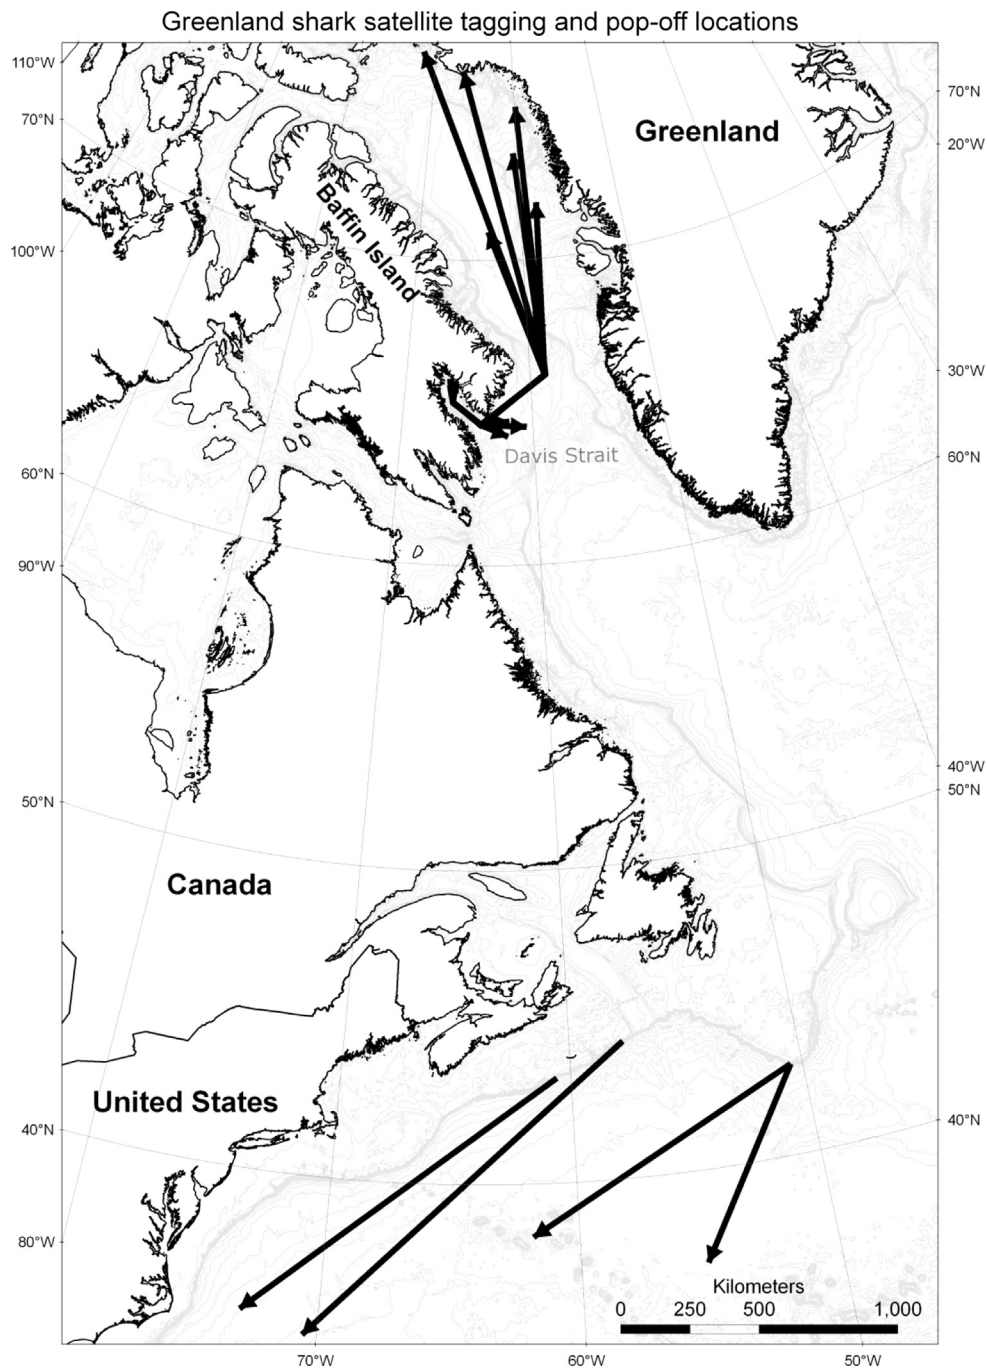 Greenland shark satellite tagging and pop-off locations
110°W
70°N
70°N
20°W
Greenland
Baffin Island
100°W
30°W
Davis Strait
60°N
60°N
90°W
40°W
50°N
50°N
Canada
United States
40°N
40°N
80°W
Kilometers
0 250 500 1,000
70°W 60°W 50°W